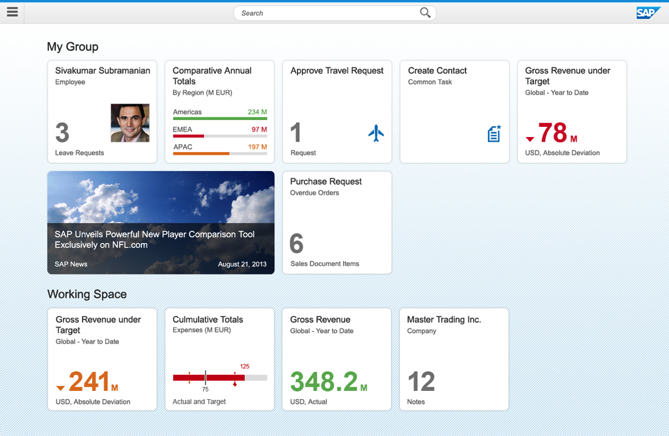 Search
SAP
My Group
Sivakumar Subramanian
Employee
3
Leave Requests
Comparative Annual
Totals
By Region (M EUR)
Americas 234 M
EMEA 97 M
APAC 197 M
Approve Travel Request
1
Request
Create Contact
Common Task
Gross Revenue under
Target
Global - Year to Date
78 M
USD, Absolute Deviation
SAP Unveils Powerful New Player Comparison Tool
Exclusively on NFL.com
SAP News August 21, 2013
Purchase Request
Overdue Orders
6
Sales Document Items
Working Space
Gross Revenue under
Target
Global - Year to Date
241 M
USD, Absolute Deviation
Culmulative Totals
Expenses (M EUR)
125
75
Actual and Target
Gross Revenue
Global - Year to Date
348.2 M
USD, Actual
Master Trading Inc.
Company
12
Notes